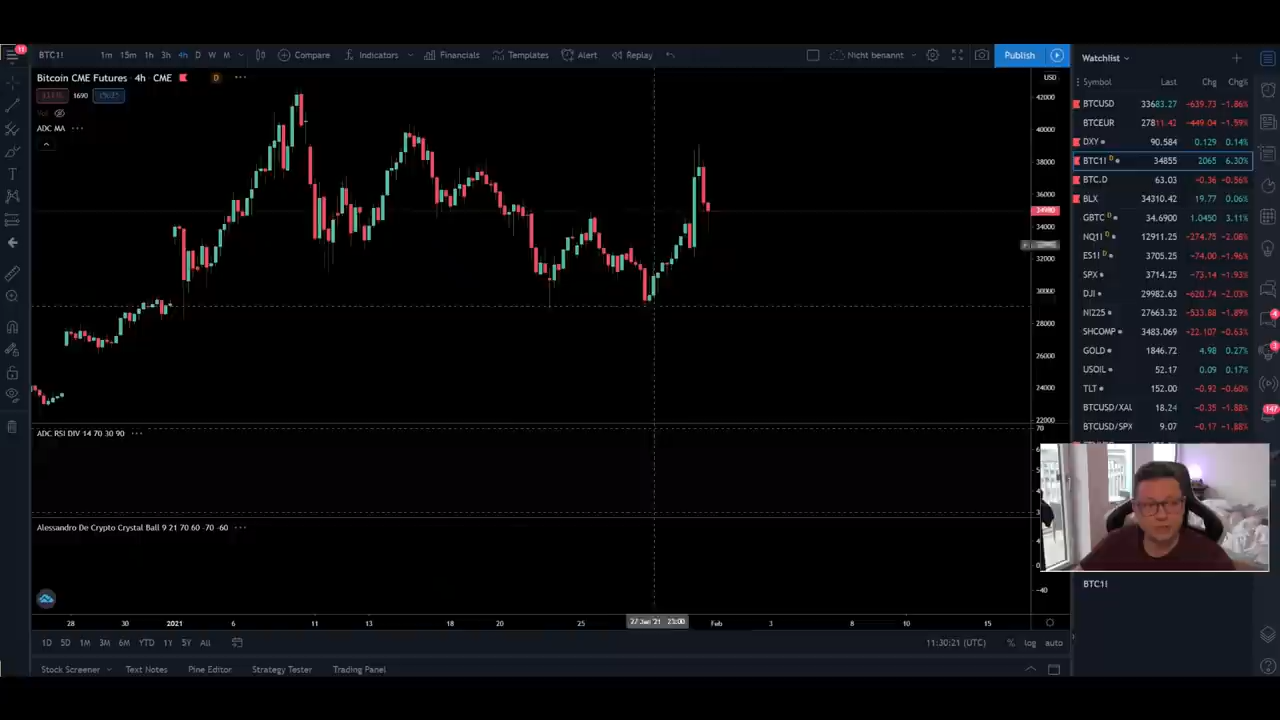 11
BTC1! 1m 15m 1h 3h 4h D W M Compare Indicators Financials Templates Alert Replay Nicht benannt Publish
Bitcoin CME Futures · 4h · CME D
1690
ADC MA
USD
42000
40000
38000
36000
34980
34000
32000
30000
28000
26000
24000
22000
ADC RSI DIV 14 70 30 90
70
Alessandro De Crypto Crystal Ball 9 21 70 60 -70 -60
-40
28 30 2021 6 11 13 18 20 25 27 Jan '21 23:00 Feb 3 8 10 15
1D 5D 1M 3M 6M YTD 1Y 5Y All 11:30:21 (UTC) % log auto
Stock Screener Text Notes Pine Editor Strategy Tester Trading Panel
Watchlist
Symbol Last Chg Chg%
BTCUSD 33683.27 -639.73 -1.86%
BTCEUR 27811.42 -449.04 -1.59%
DXY 90.584 0.129 0.14%
BTC1! D 34855 2065 6.30%
BTC.D 63.03 -0.36 -0.56%
BLX 34310.42 19.77 0.06%
GBTC D 34.6900 1.0450 3.11%
NQ1! D 12911.25 -274.75 -2.08%
ES1! D 3705.25 -74.00 -1.96%
SPX 3714.25 -73.14 -1.93%
DJI 29982.63 -620.74 -2.03%
NIZ25 27663.32 -533.88 -1.89%
SHCOMP 3483.069 -22.107 -0.63%
GOLD 1846.72 4.98 0.27%
USOIL 52.17 0.09 0.17%
TLT 152.00 -0.92 -0.60%
BTCUSD/XAU 18.24 -0.35 -1.88%
BTCUSD/SPX 9.07 -0.17 -1.88%
BTC1!
147